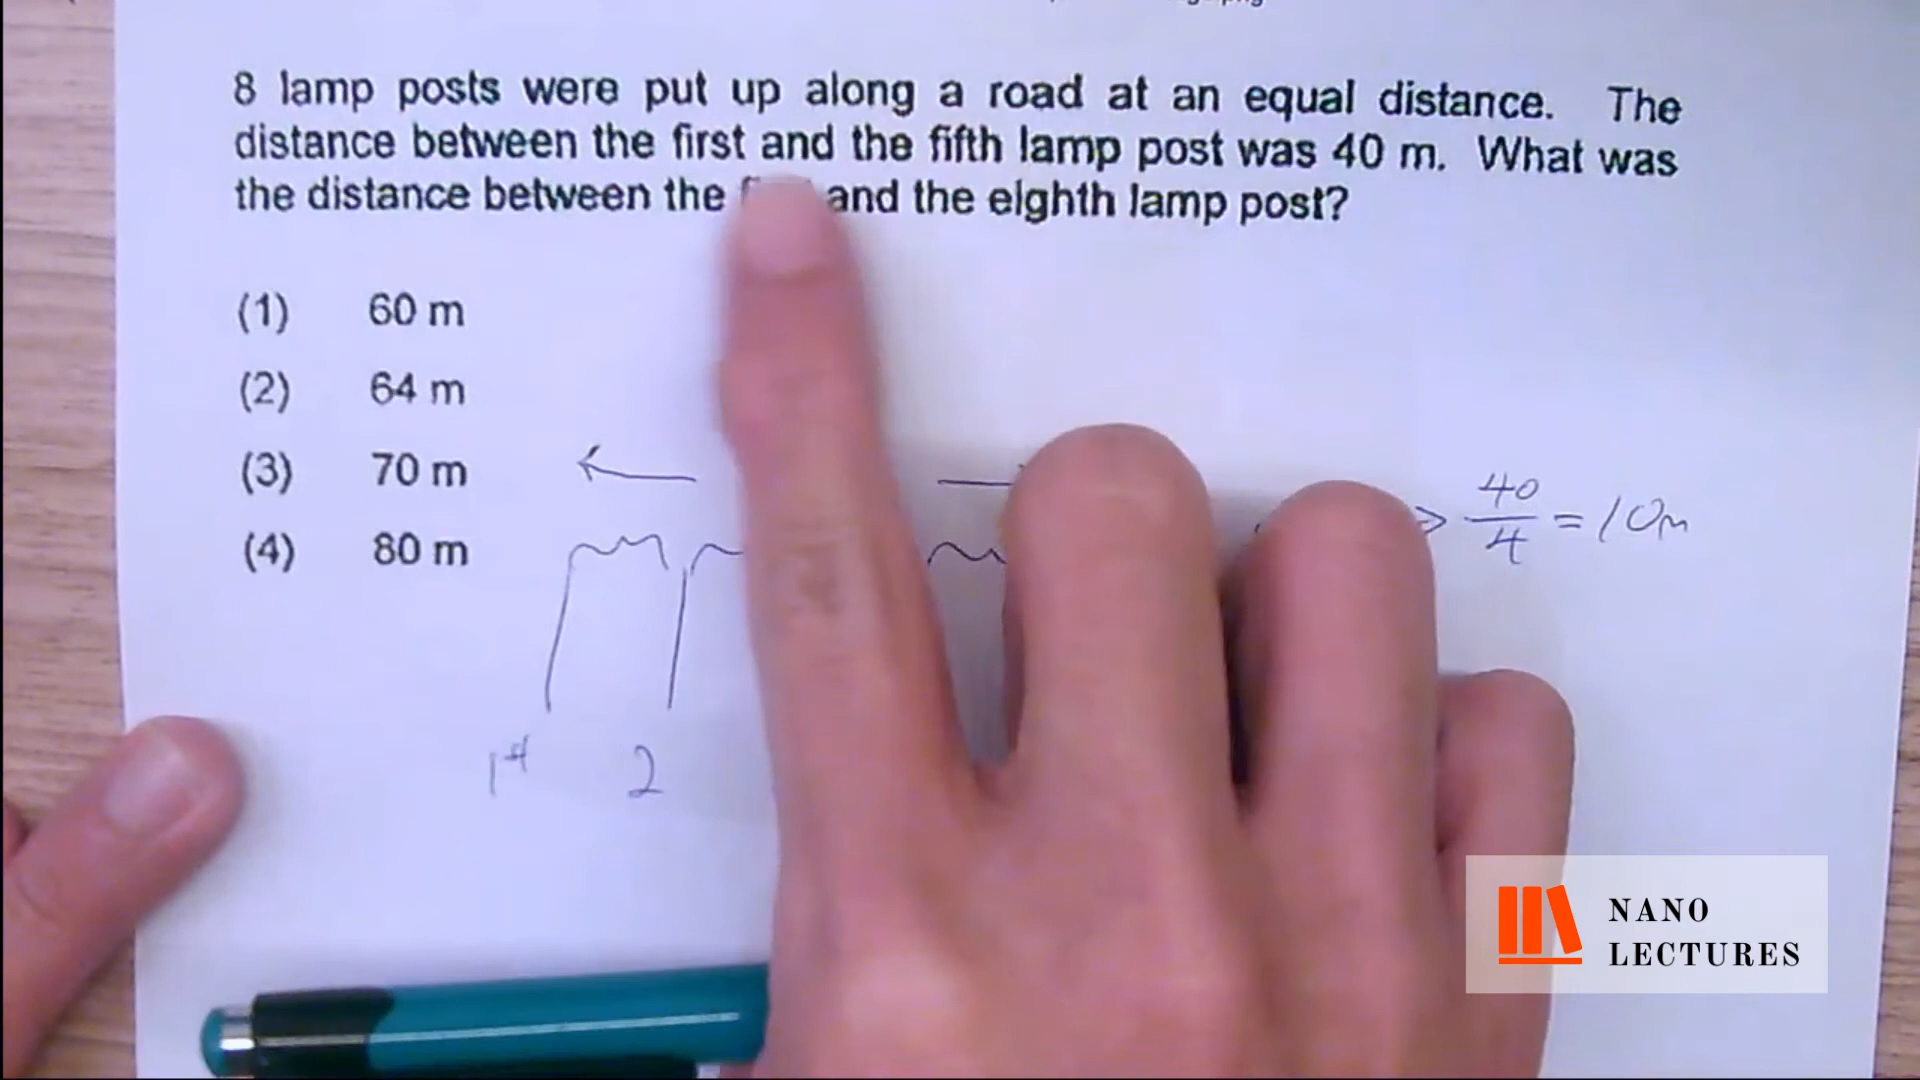 8 lamp posts were put up along a road at an equal distance. The
distance between the first and the fifth lamp post was 40 m. What was
the distance between the and the eighth lamp post?
(1) 60 m
(2) 64 m
(3) 70 m
(4) 80 m
40
4
= 10m
1st 2
NANO
LECTURES